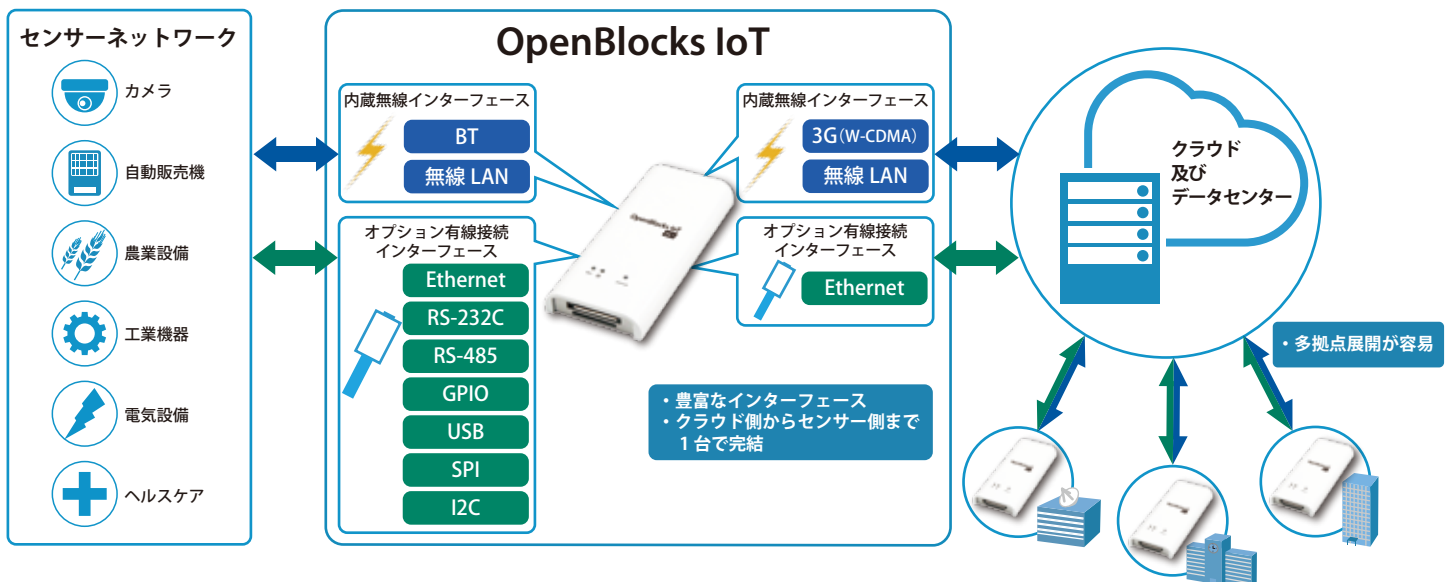 センサーネットワーク
カメラ
自動販売機
農業設備
工業機器
電気設備
ヘルスケア
OpenBlocks IoT
内蔵無線インターフェース
BT
無線 LAN
オプション有線接続
インターフェース
Ethernet
RS-232C
RS-485
GPIO
USB
SPI
I2C
OpenBlocks IoT
内蔵無線インターフェース
3G(W-CDMA)
無線 LAN
オプション有線接続
インターフェース
Ethernet
・豊富なインターフェース
・クラウド側からセンサー側まで
1 台で完結
クラウド
及び
データセンター
・多拠点展開が容易